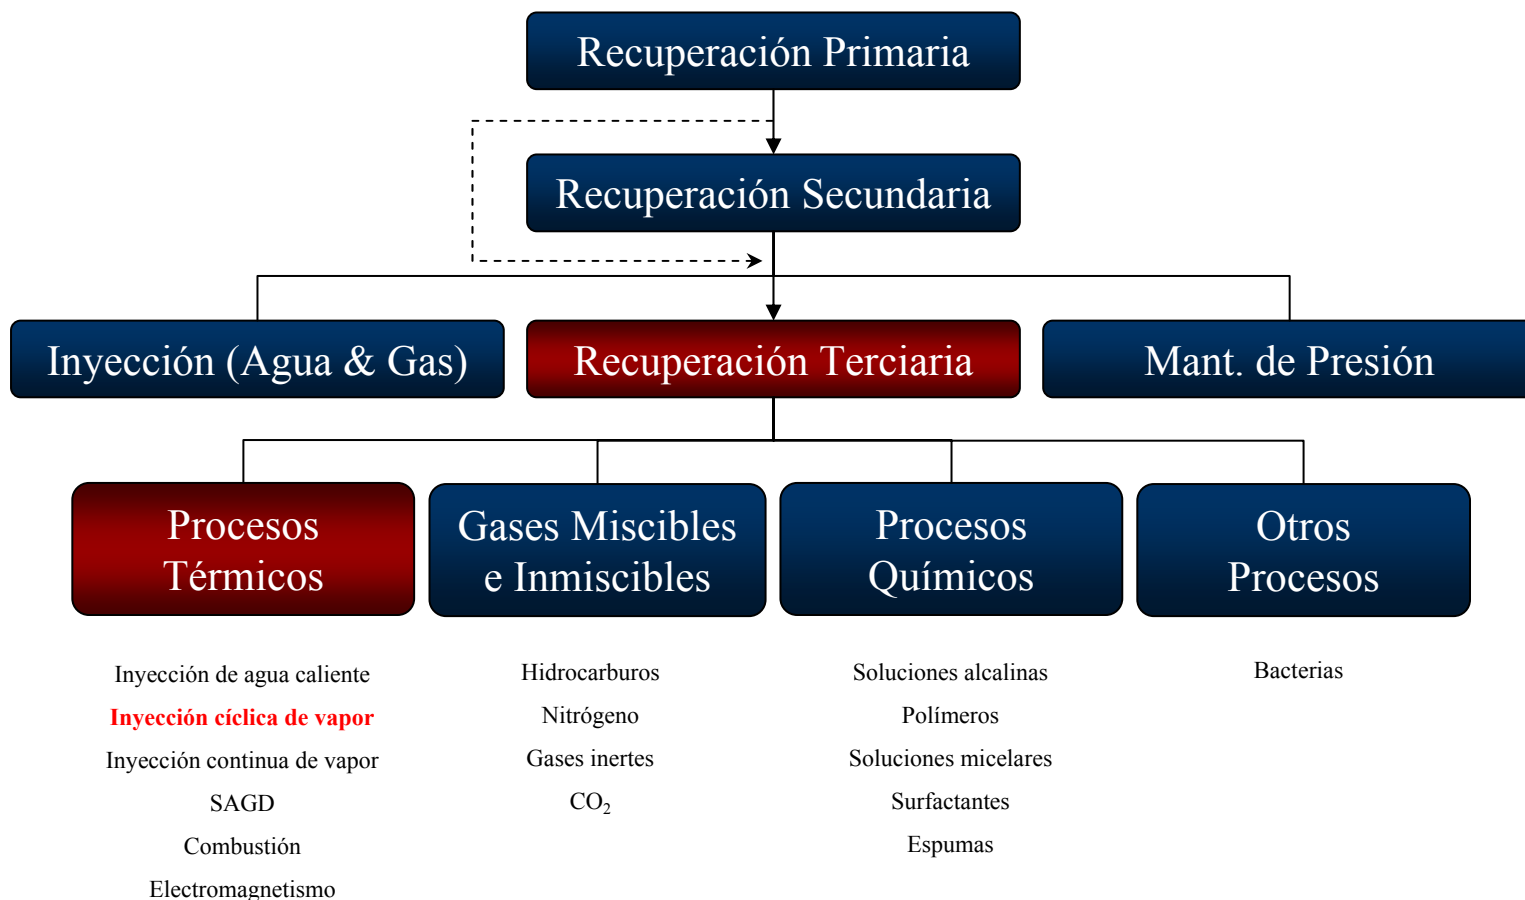 Recuperación Primaria
Recuperación Secundaria
Inyección (Agua & Gas)
Recuperación Terciaria
Mant. de Presión
Procesos
Térmicos
Gases Miscibles
e Inmiscibles
Procesos
Químicos
Otros
Procesos
Inyección de agua caliente
Inyección cíclica de vapor
Inyección continua de vapor
SAGD
Combustión
Electromagnetismo
Hidrocarburos
Nitrógeno
Gases inertes
CO₂
Soluciones alcalinas
Polímeros
Soluciones micelares
Surfactantes
Espumas
Bacterias